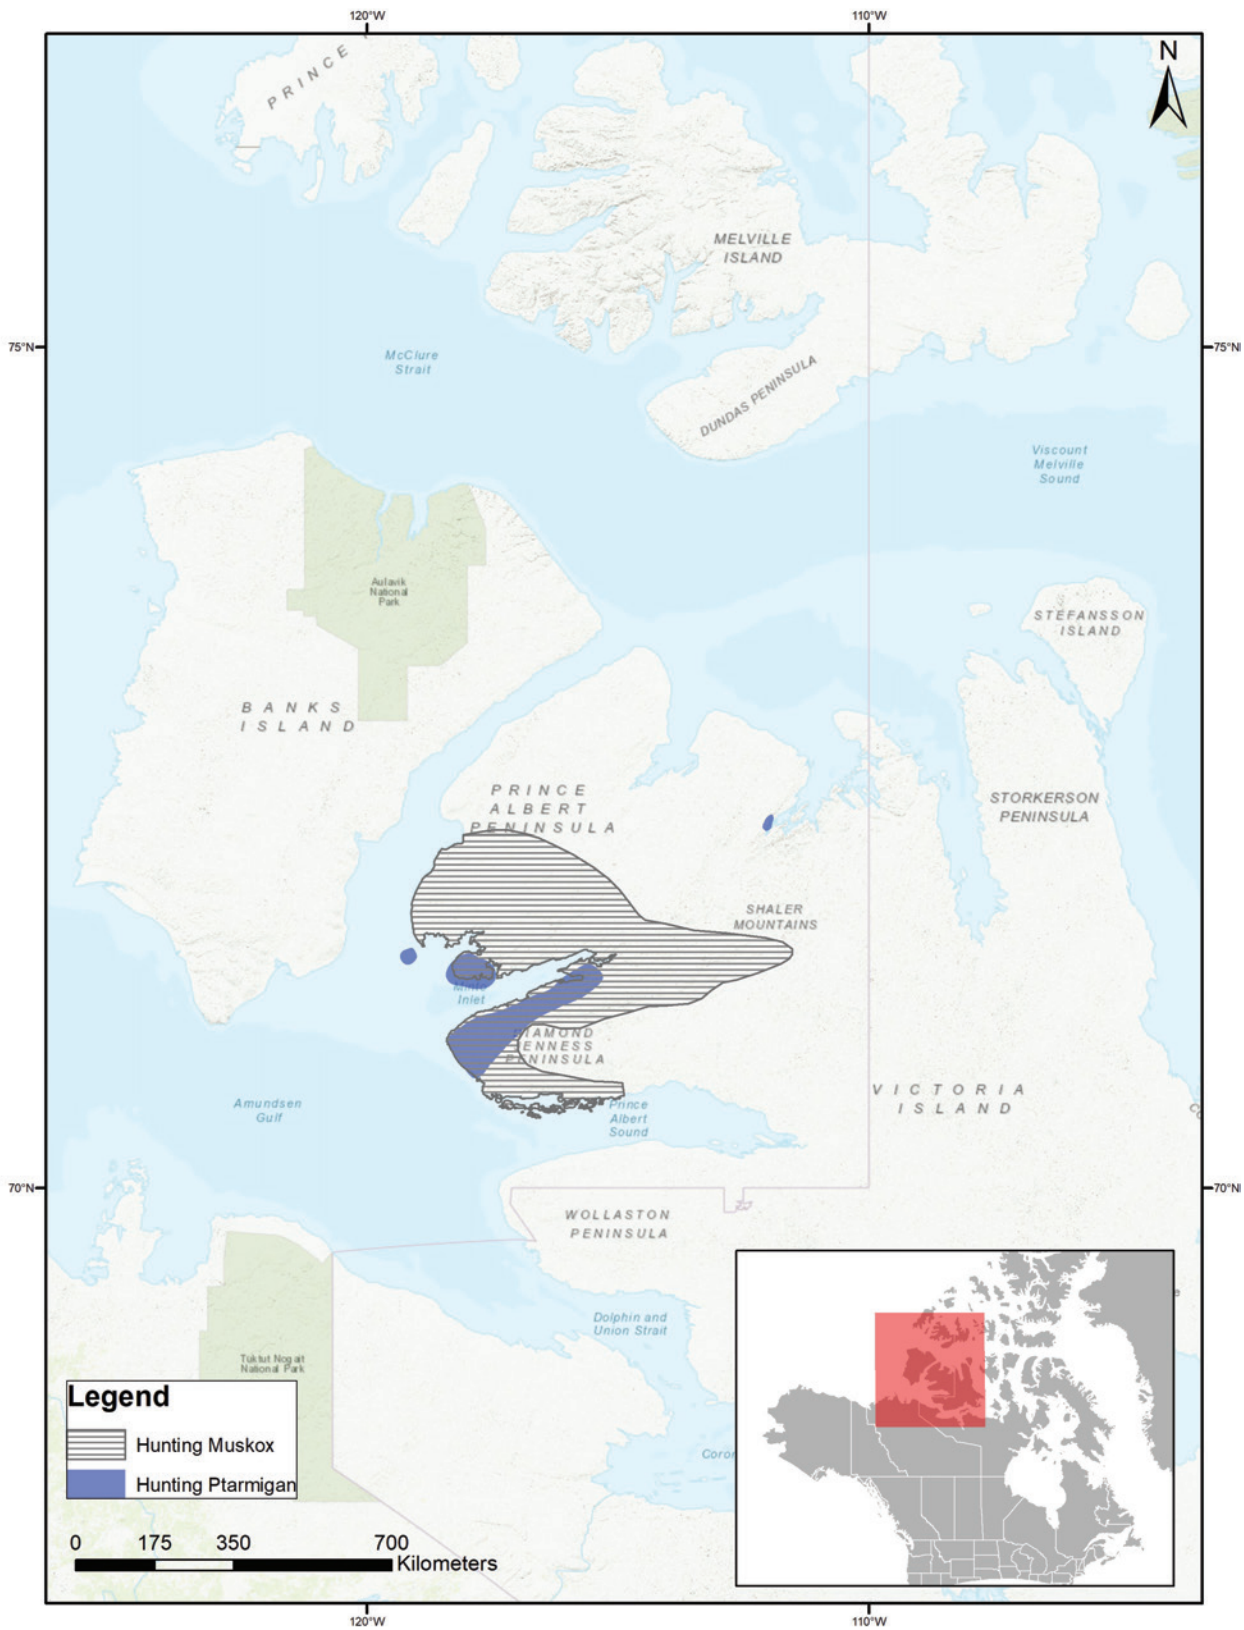 120°W
110°W
N
PRINCE
MELVILLE
ISLAND
75°N
75°N
McClure
Strait
DUNDAS PENINSULA
Viscount
Melville
Sound
Aulavik
National
Park
STEFANSSON
ISLAND
BANKS
ISLAND
PRINCE
ALBERT
PENINSULA
STORKERSON
PENINSULA
SHALER
MOUNTAINS
Minto
Inlet
DIAMOND
JENNESS
PENINSULA
VICTORIA
ISLAND
Amundsen
Gulf
Prince
Albert
Sound
70°N
70°N
WOLLASTON
PENINSULA
Dolphin and
Union Strait
Tuktut Nogait
National Park
Legend
Hunting Muskox
Hunting Ptarmigan
Coron
0 175 350 700
Kilometers
120°W
110°W